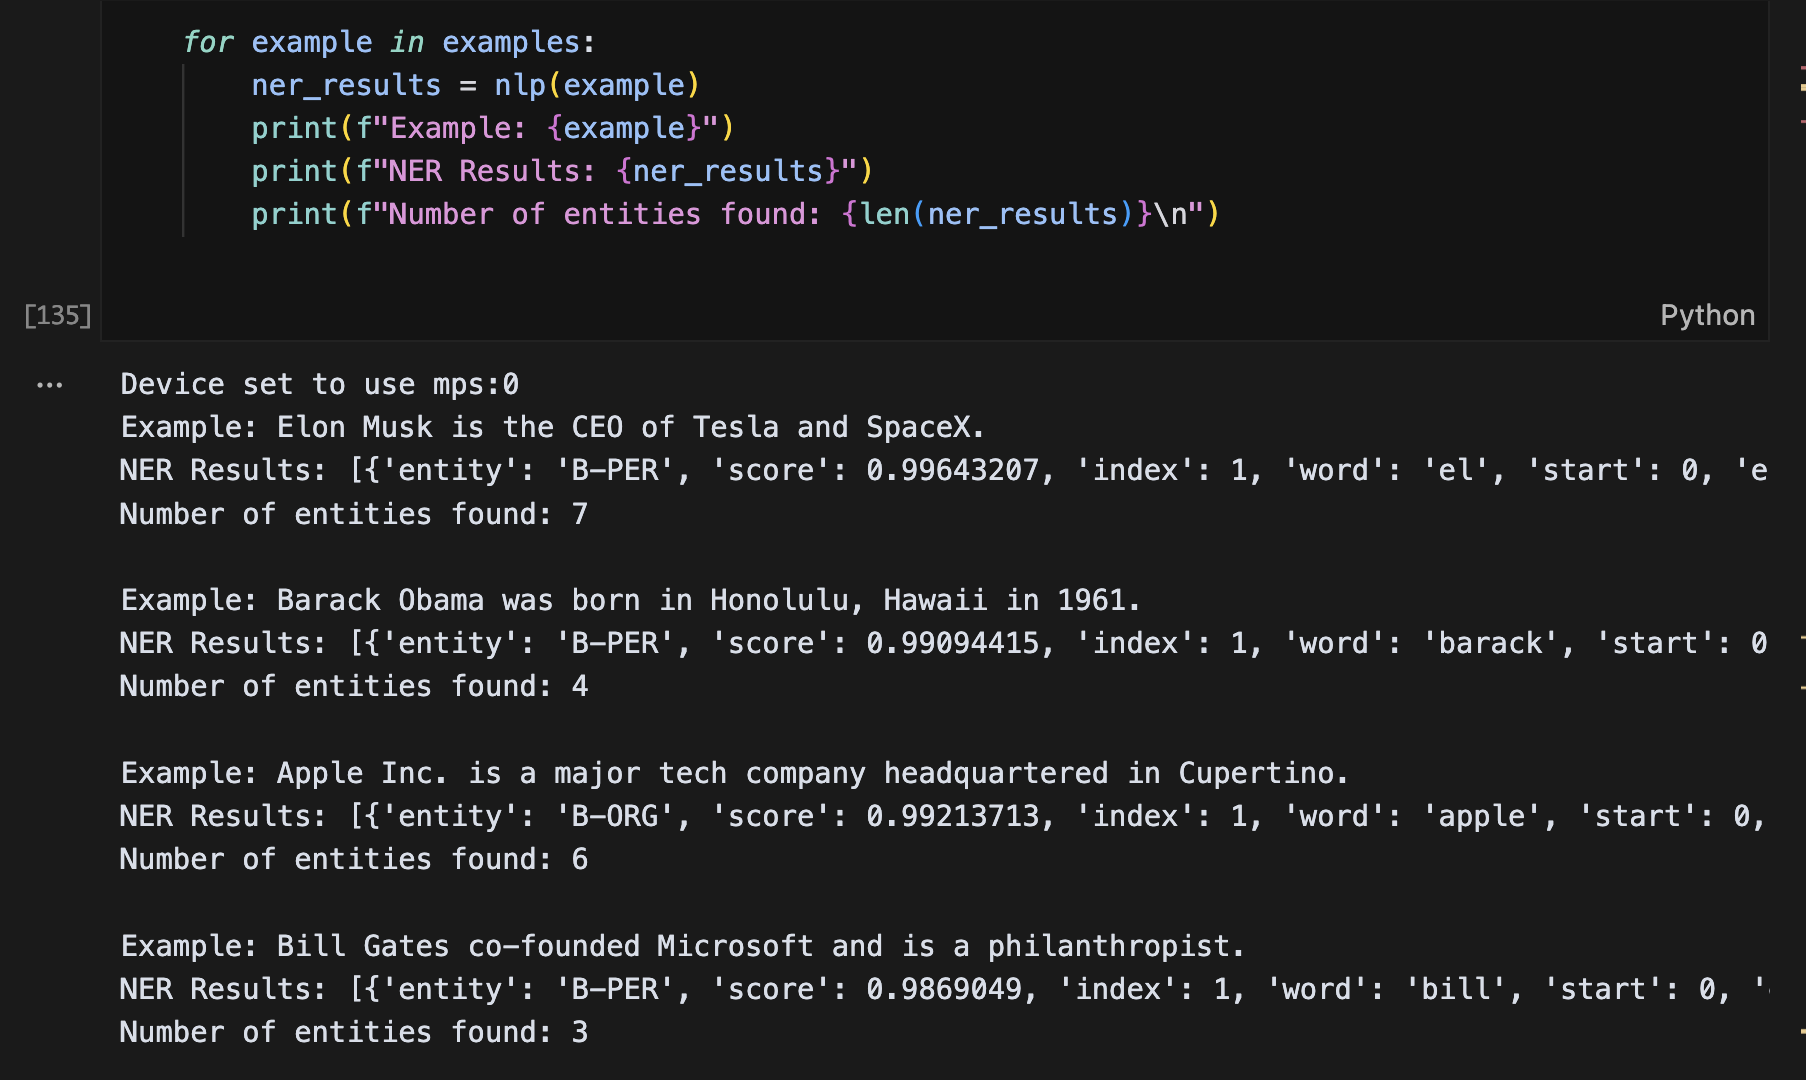 for example in examples:
    ner_results = nlp(example)
    print(f"Example: {example}")
    print(f"NER Results: {ner_results}")
    print(f"Number of entities found: {len(ner_results)}\n")
[135]
Python
... Device set to use mps:0
Example: Elon Musk is the CEO of Tesla and SpaceX.
NER Results: [{'entity': 'B-PER', 'score': 0.99643207, 'index': 1, 'word': 'el', 'start': 0, 'e
Number of entities found: 7
Example: Barack Obama was born in Honolulu, Hawaii in 1961.
NER Results: [{'entity': 'B-PER', 'score': 0.99094415, 'index': 1, 'word': 'barack', 'start': 0
Number of entities found: 4
Example: Apple Inc. is a major tech company headquartered in Cupertino.
NER Results: [{'entity': 'B-ORG', 'score': 0.99213713, 'index': 1, 'word': 'apple', 'start': 0,
Number of entities found: 6
Example: Bill Gates co-founded Microsoft and is a philanthropist.
NER Results: [{'entity': 'B-PER', 'score': 0.9869049, 'index': 1, 'word': 'bill', 'start': 0, '
Number of entities found: 3